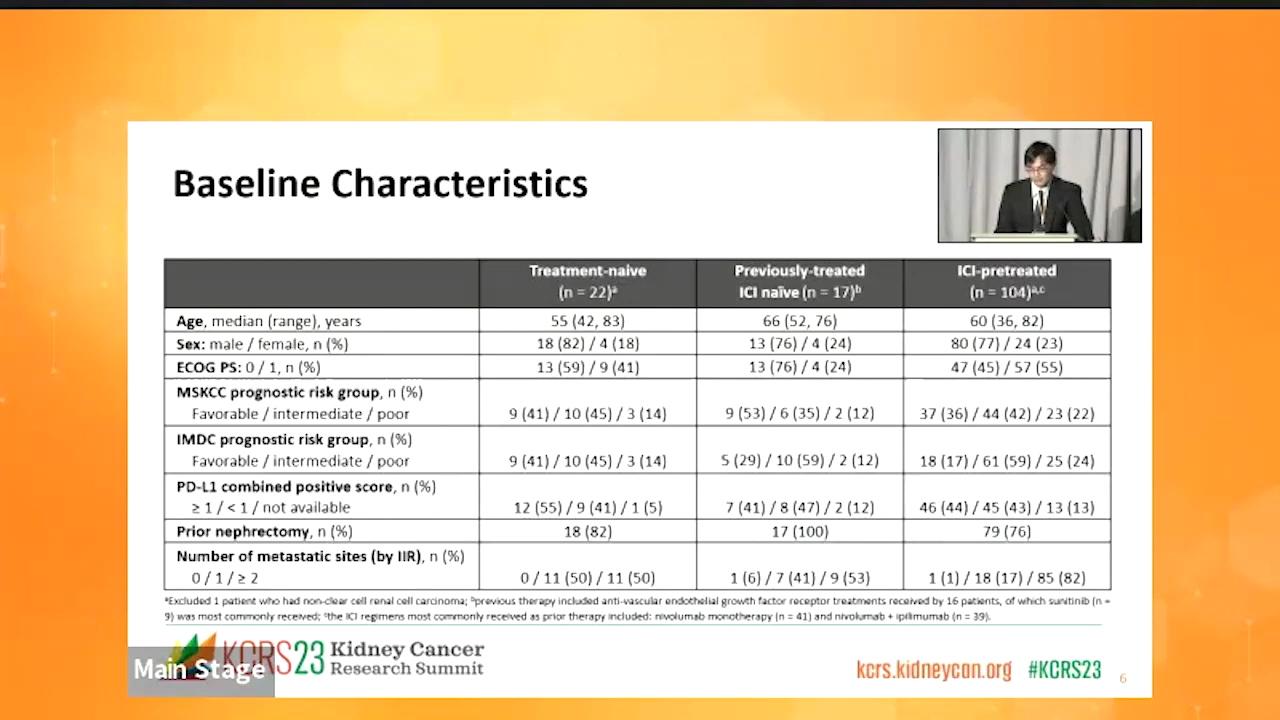 Baseline Characteristics
Treatment-naive Previously-treated ICI-pretreated
(n = 22)ᵃ ICI naïve (n = 17)ᵇ (n = 104)ᵃ,ᶜ
Age, median (range), years 55 (42, 83) 66 (52, 76) 60 (36, 82)
Sex: male / female, n (%) 18 (82) / 4 (18) 13 (76) / 4 (24) 80 (77) / 24 (23)
ECOG PS: 0 / 1, n (%) 13 (59) / 9 (41) 13 (76) / 4 (24) 47 (45) / 57 (55)
MSKCC prognostic risk group, n (%)
Favorable / intermediate / poor 9 (41) / 10 (45) / 3 (14) 9 (53) / 6 (35) / 2 (12) 37 (36) / 44 (42) / 23 (22)
IMDC prognostic risk group, n (%)
Favorable / intermediate / poor 9 (41) / 10 (45) / 3 (14) 5 (29) / 10 (59) / 2 (12) 18 (17) / 61 (59) / 25 (24)
PD-L1 combined positive score, n (%)
≥ 1 / < 1 / not available 12 (55) / 9 (41) / 1 (5) 7 (41) / 8 (47) / 2 (12) 46 (44) / 45 (43) / 13 (13)
Prior nephrectomy, n (%) 18 (82) 17 (100) 79 (76)
Number of metastatic sites (by IIR), n (%)
0 / 1 / ≥ 2 0 / 11 (50) / 11 (50) 1 (6) / 7 (41) / 9 (53) 1 (1) / 18 (17) / 85 (82)
ᵃExcluded 1 patient who had non-clear cell renal cell carcinoma; ᵇprevious therapy included anti-vascular endothelial growth factor receptor treatments received by 16 patients, of which sunitinib (n =
9) was most commonly received; ᶜthe ICI regimens most commonly received as prior therapy included: nivolumab monotherapy (n = 41) and nivolumab + ipilimumab (n = 39).
KCRS23 Kidney Cancer
Research Summit
Main Stage
kcrs.kidneycan.org #KCRS23
6